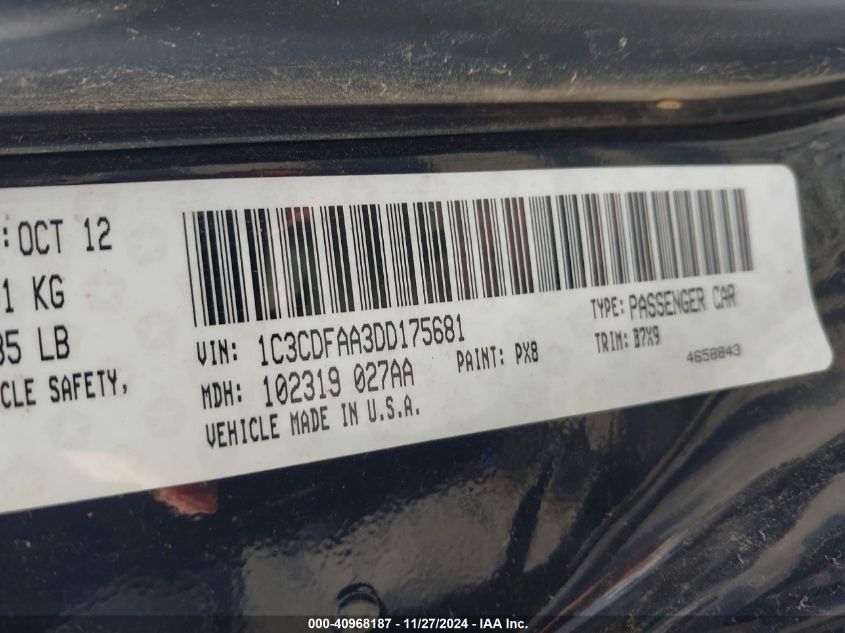 :OCT 12
1 KG
85 LB
CLE SAFETY,
VIN: 1C3CDFAA3DD175681
MDH: 102319 027AA
VEHICLE MADE IN U.S.A.
PAINT: PX8
TYPE: PASSENGER CAR
TRIM: B7X9
4658843
000-40968187 - 11/27/2024 - IAA Inc.